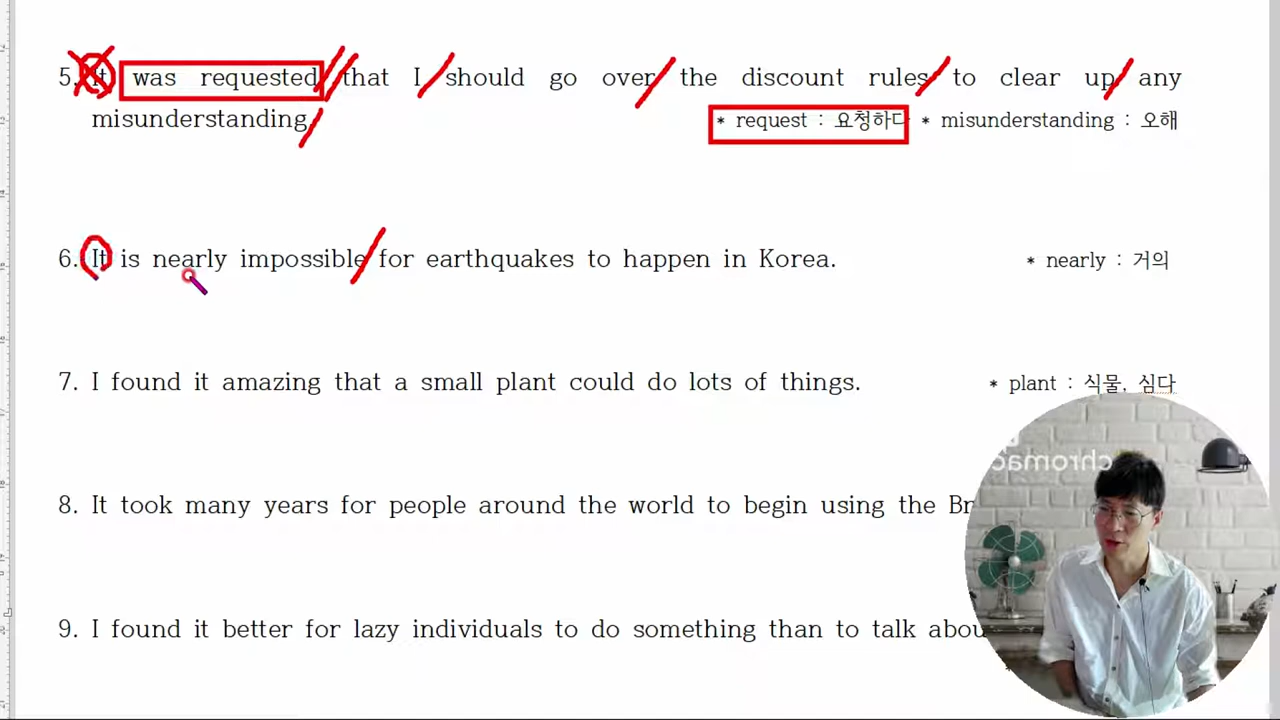 5. It was requested that I should go over the discount rules to clear up any
misunderstanding. * request : 요청하다 * misunderstanding : 오해
6. It is nearly impossible for earthquakes to happen in Korea. * nearly : 거의
7. I found it amazing that a small plant could do lots of things. * plant : 식물, 심다
chromac
8. It took many years for people around the world to begin using the Br
9. I found it better for lazy individuals to do something than to talk abou